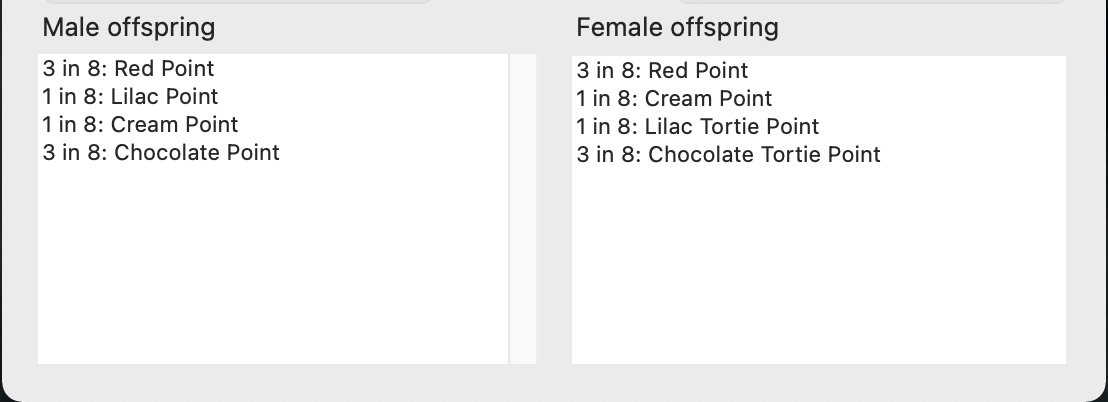 Male offspring
3 in 8: Red Point
1 in 8: Lilac Point
1 in 8: Cream Point
3 in 8: Chocolate Point
Female offspring
3 in 8: Red Point
1 in 8: Cream Point
1 in 8: Lilac Tortie Point
3 in 8: Chocolate Tortie Point